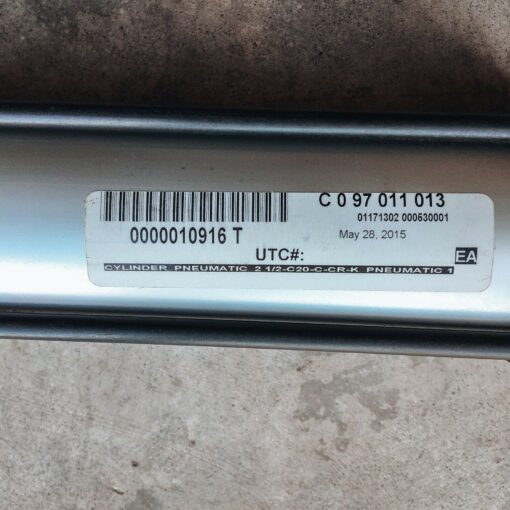 C 0 97 011 013
01171302 000630001
0000010916 T
May 28, 2015
UTC#:
EA
CYLINDER PNEUMATIC 2 1/2-C20-C-CR-K PNEUMATIC 1